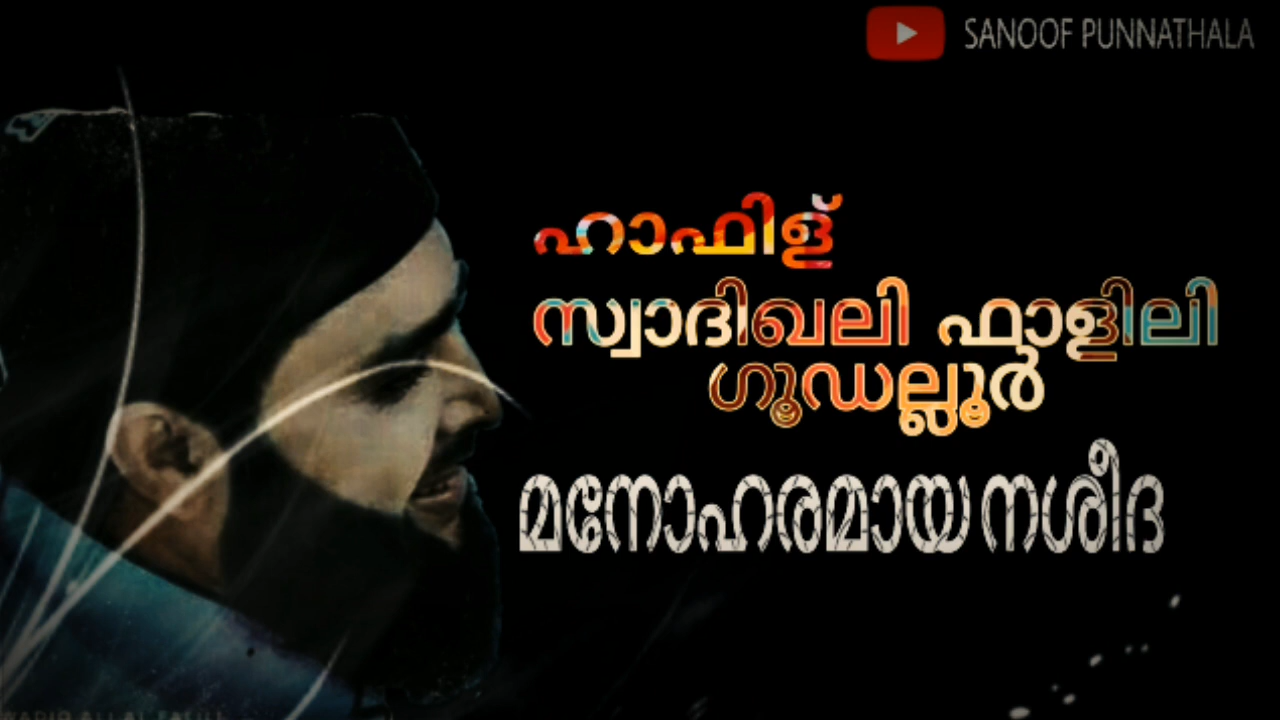 SANOOF PUNNATHALA
ഹാഫിള്
സ്വാദിഖലി ഫാളിലി
ഗൂഡല്ലൂർ
മനോഹരമായ നശീദ